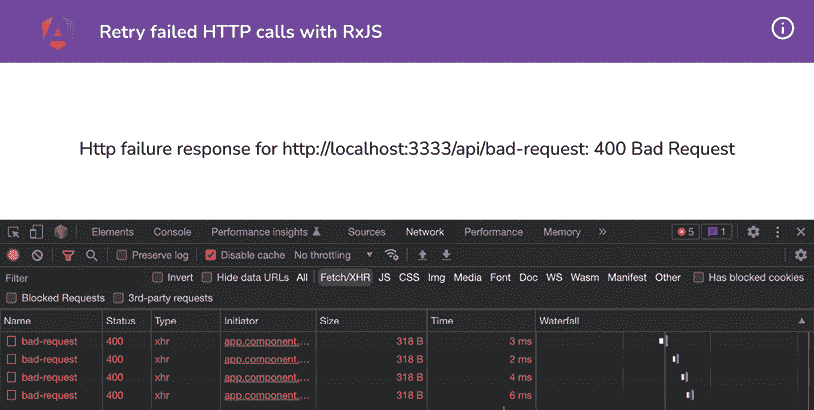 Retry failed HTTP calls with RxJS
Http failure response for http://localhost:3333/api/bad-request: 400 Bad Request
Elements Console Performance insights Sources Network Performance Memory » 5 1
Preserve log Disable cache No throttling
Filter Invert Hide data URLs All Fetch/XHR JS CSS Img Media Font Doc WS Wasm Manifest Other Has blocked cookies
Blocked Requests 3rd-party requests
Name Status Type Initiator Size Time Waterfall
bad-request 400 xhr app.component.... 318 B 3 ms
bad-request 400 xhr app.component.... 318 B 2 ms
bad-request 400 xhr app.component.... 318 B 4 ms
bad-request 400 xhr app.component.... 318 B 6 ms